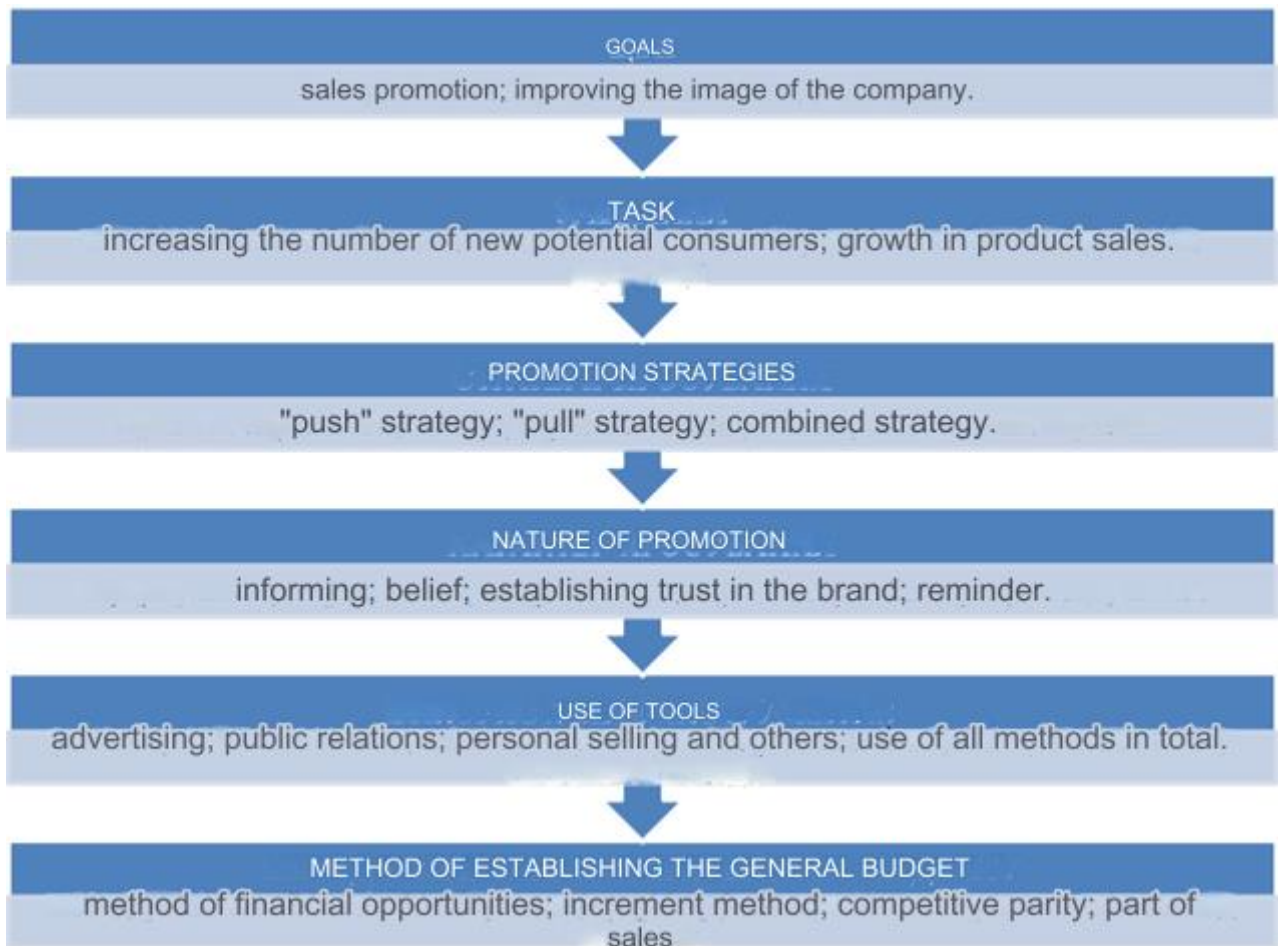 GOALS
sales promotion; improving the image of the company.
TASK
increasing the number of new potential consumers; growth in product sales.
PROMOTION STRATEGIES
"push" strategy; "pull" strategy; combined strategy.
NATURE OF PROMOTION
informing; belief; establishing trust in the brand; reminder.
USE OF TOOLS
advertising; public relations; personal selling and others; use of all methods in total.
METHOD OF ESTABLISHING THE GENERAL BUDGET
method of financial opportunities; increment method; competitive parity; part of
sales